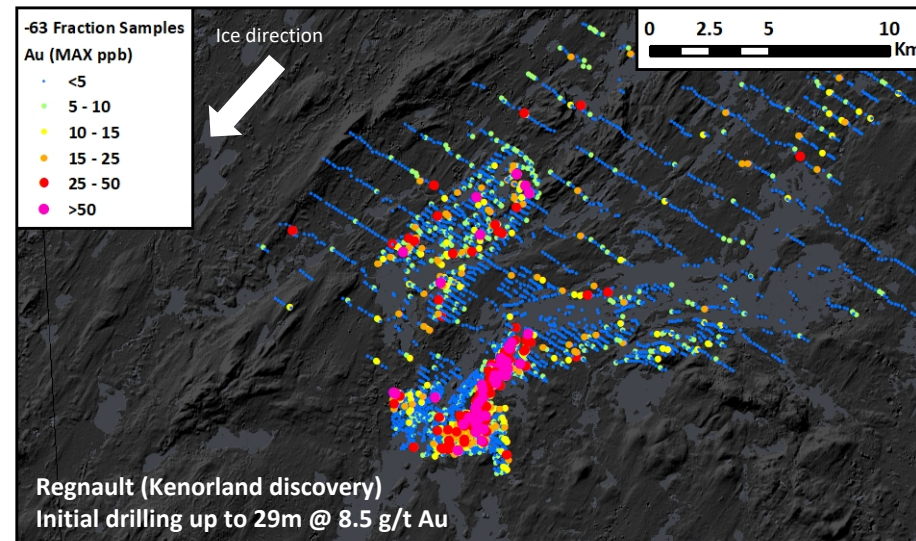 -63 Fraction Samples
Au (MAX ppb)
<5
5 - 10
10 - 15
15 - 25
25 - 50
>50
Ice direction
0 2.5 5 10
Km
Regnault (Kenorland discovery)
Initial drilling up to 29m @ 8.5 g/t Au